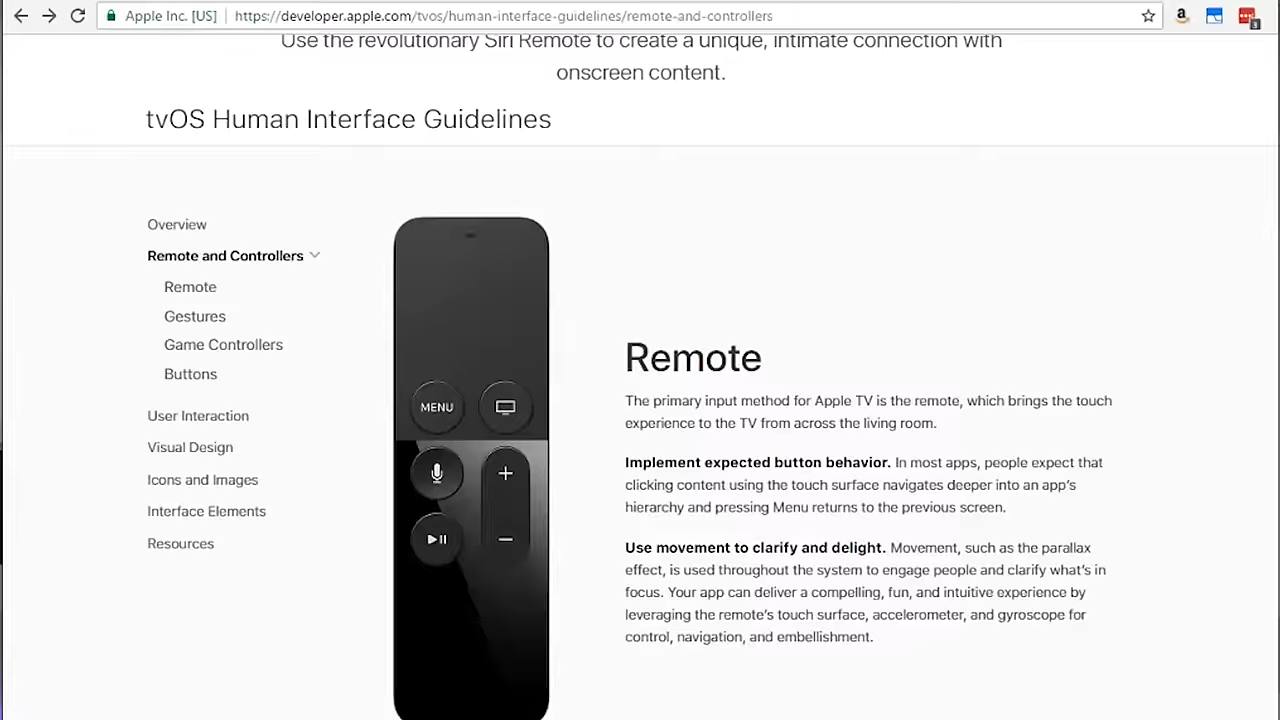 Apple Inc. [US]
https://developer.apple.com/tvos/human-interface-guidelines/remote-and-controllers
Use the revolutionary Siri Remote to create a unique, intimate connection with
onscreen content.
tvOS Human Interface Guidelines
Overview
Remote and Controllers
Remote
Gestures
Game Controllers
Buttons
User Interaction
Visual Design
Icons and Images
Interface Elements
Resources
MENU
Remote
The primary input method for Apple TV is the remote, which brings the touch
experience to the TV from across the living room.
Implement expected button behavior. In most apps, people expect that
clicking content using the touch surface navigates deeper into an app’s
hierarchy and pressing Menu returns to the previous screen.
Use movement to clarify and delight. Movement, such as the parallax
effect, is used throughout the system to engage people and clarify what’s in
focus. Your app can deliver a compelling, fun, and intuitive experience by
leveraging the remote’s touch surface, accelerometer, and gyroscope for
control, navigation, and embellishment.